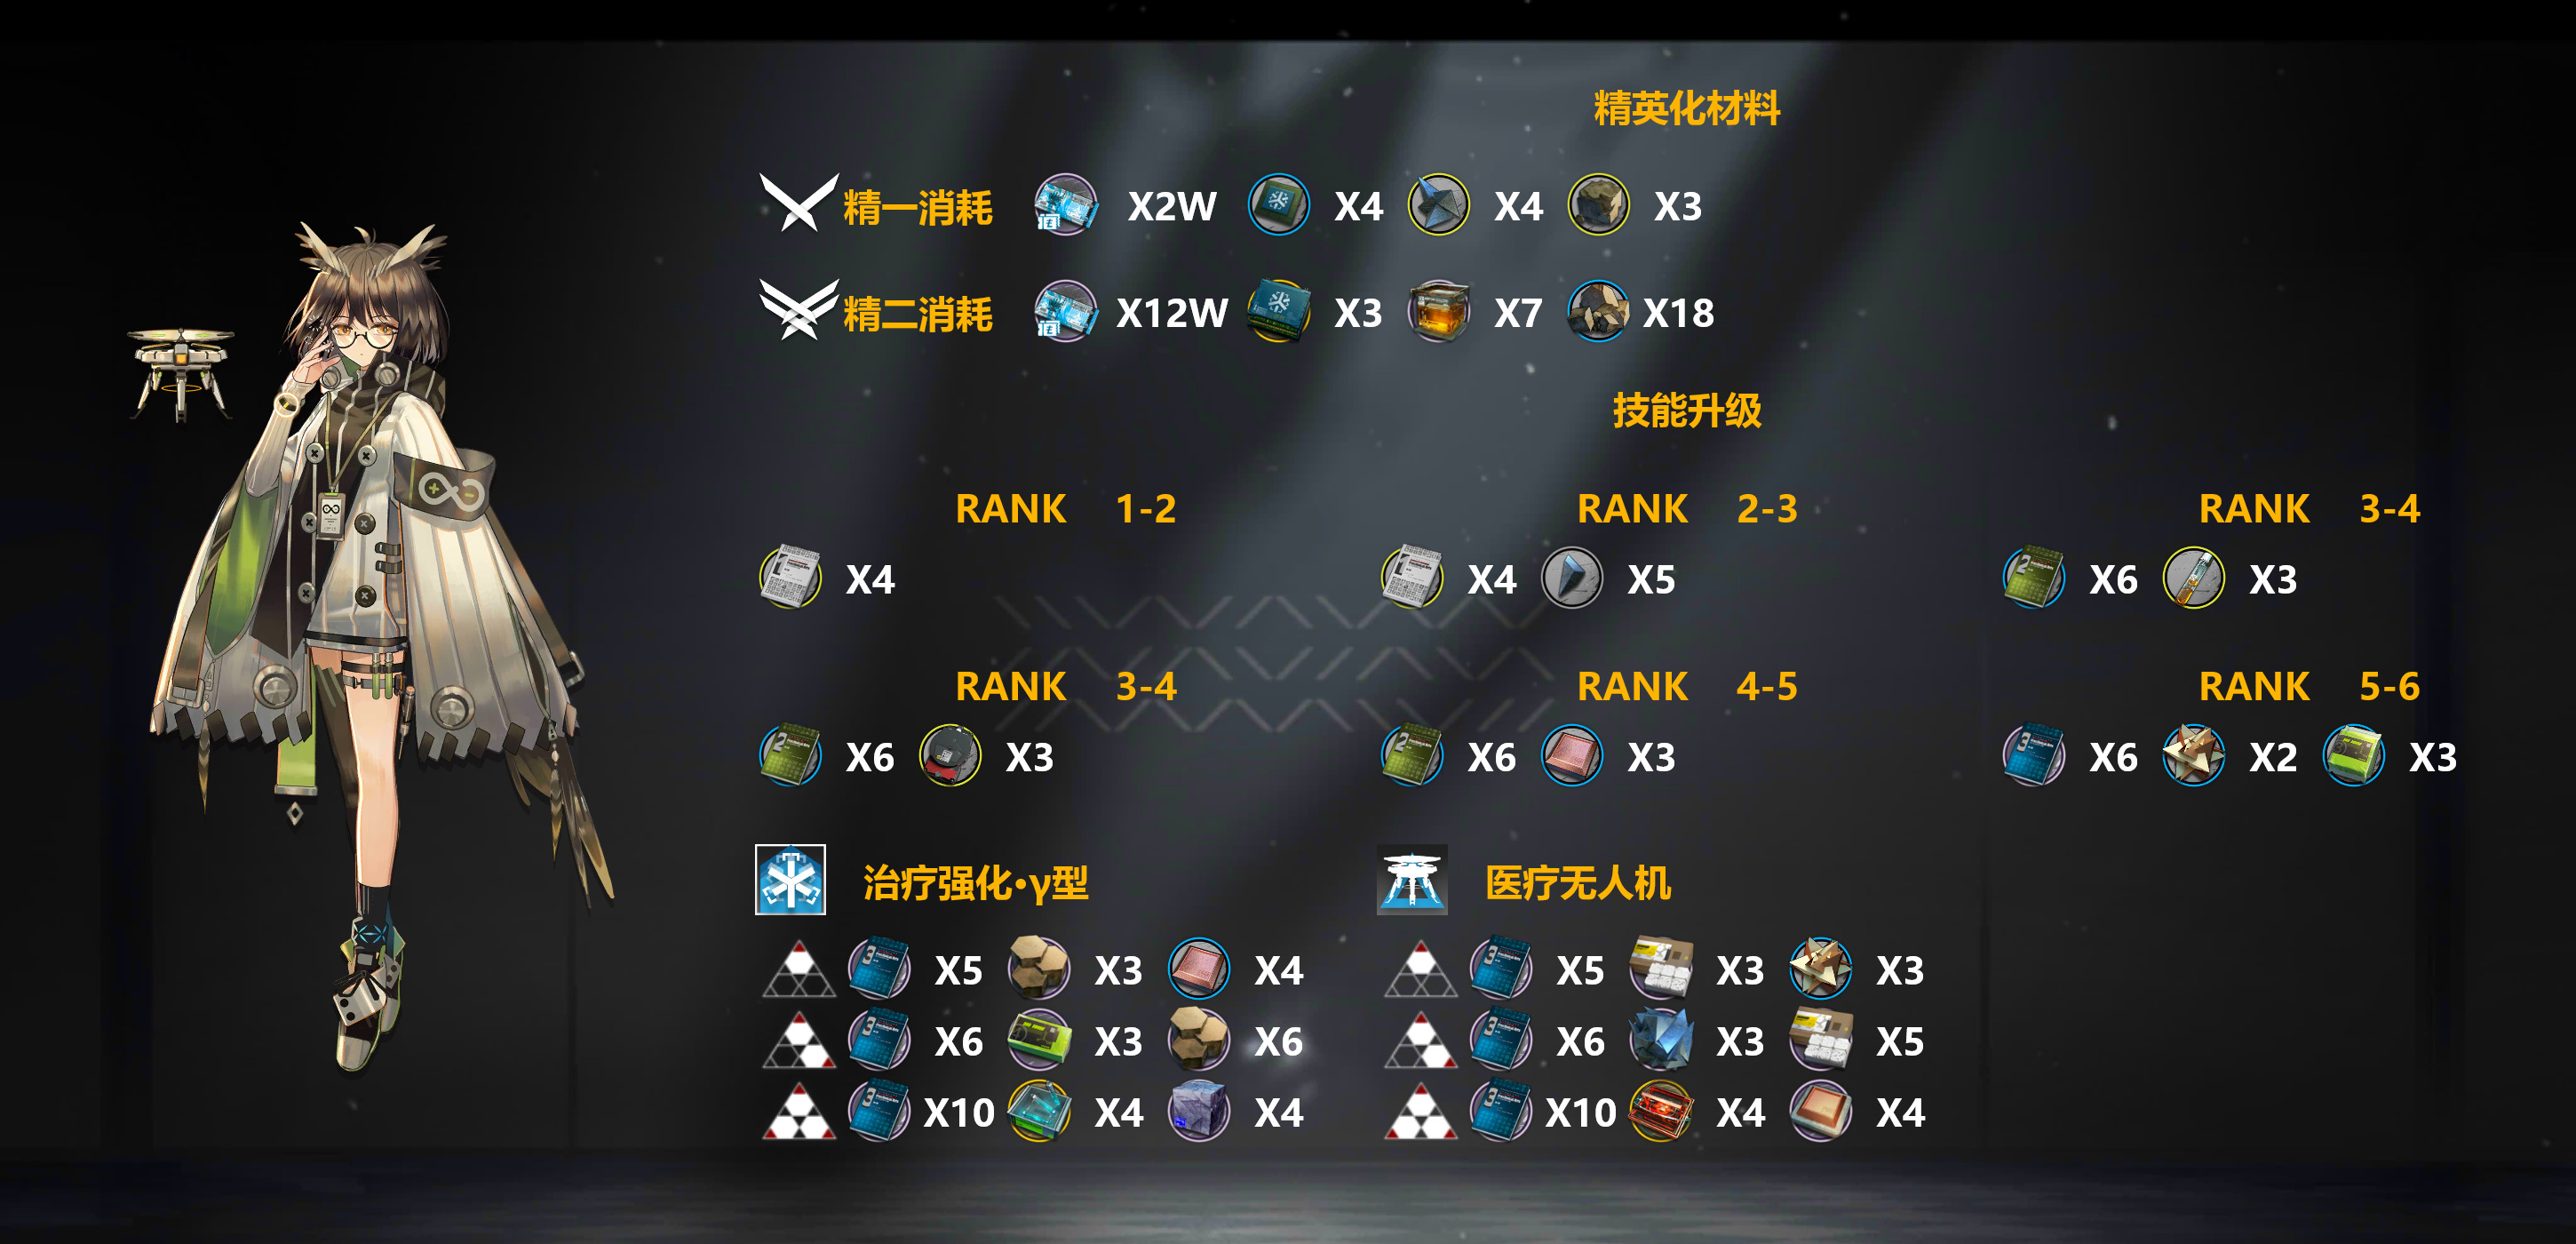 精英化材料
精一消耗 X2W X4 X4 X3
精二消耗 X12W X3 X7 X18
技能升级
RANK 1-2 RANK 2-3 RANK 3-4
X4 X4 X5 X6 X3
RANK 3-4 RANK 4-5 RANK 5-6
X6 X3 X6 X3 X6 X2 X3
治疗强化·γ型 医疗无人机
X5 X3 X4 X5 X3 X3
X6 X3 X6 X6 X3 X5
X10 X4 X4 X10 X4 X4